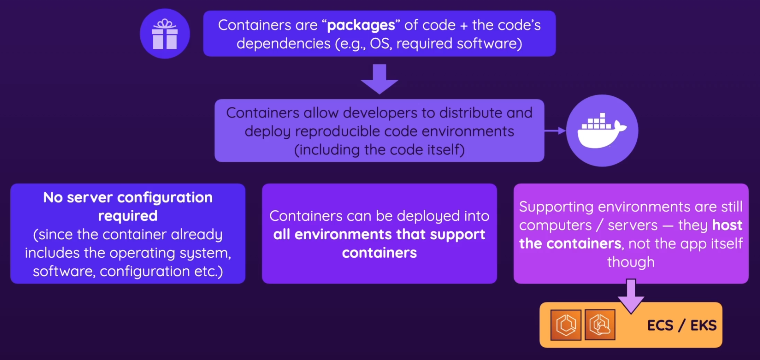 Containers are “packages” of code + the code’s
dependencies (e.g., OS, required software)
Containers allow developers to distribute and
deploy reproducible code environments
(including the code itself)
No server configuration
required
(since the container already
includes the operating system,
software, configuration etc.)
Containers can be deployed into
all environments that support
containers
Supporting environments are still
computers / servers — they host
the containers, not the app itself
though
ECS / EKS